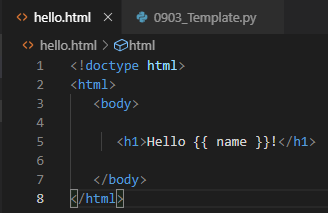 hello.html × 0903_Template.py
hello.html > html
1 <!doctype html>
2 <html>
3 <body>
4
5 <h1>Hello {{ name }}!</h1>
6
7 </body>
8 </html>